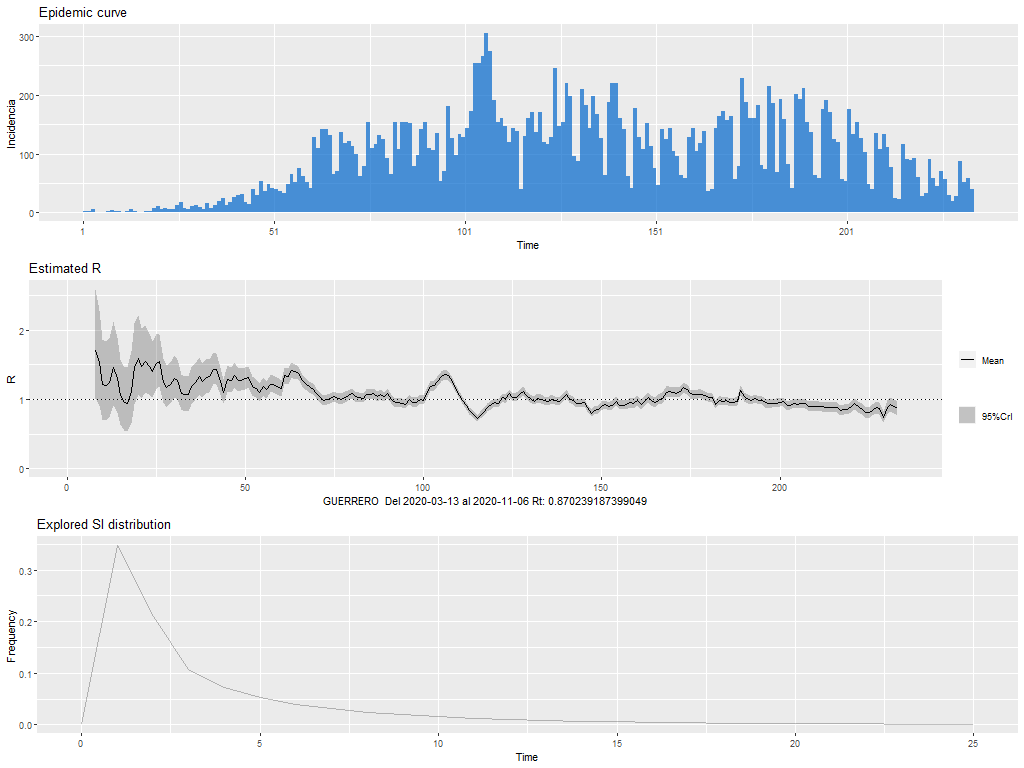 Epidemic curve
300
200
100
0
Incidencia
1
51
101
151
201
Time
Estimated R
2
1
0
R
Mean
95%CrI
0
50
100
150
200
GUERRERO Del 2020-03-13 al 2020-11-06 Rt: 0.870239187399049
Explored SI distribution
0.3
0.2
0.1
0.0
Frequency
0
5
10
15
20
25
Time